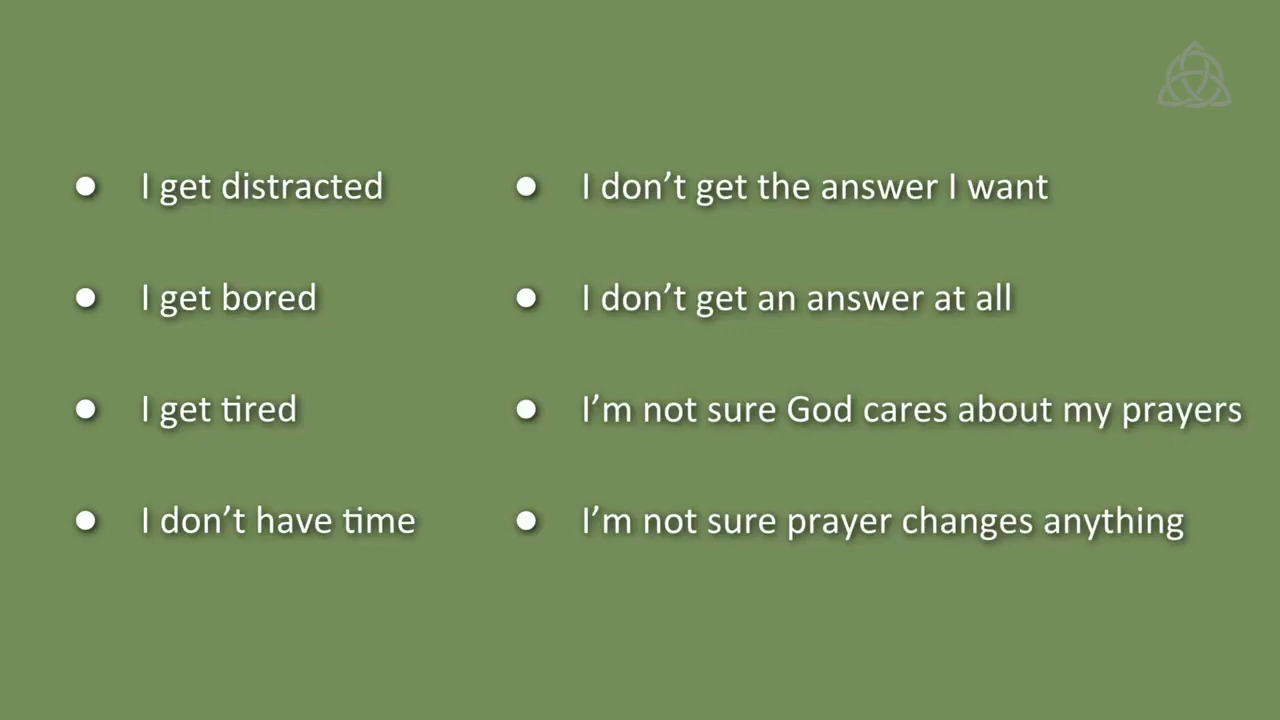 ● I get distracted
● I get bored
● I get tired
● I don’t have time
● I don’t get the answer I want
● I don’t get an answer at all
● I’m not sure God cares about my prayers
● I’m not sure prayer changes anything